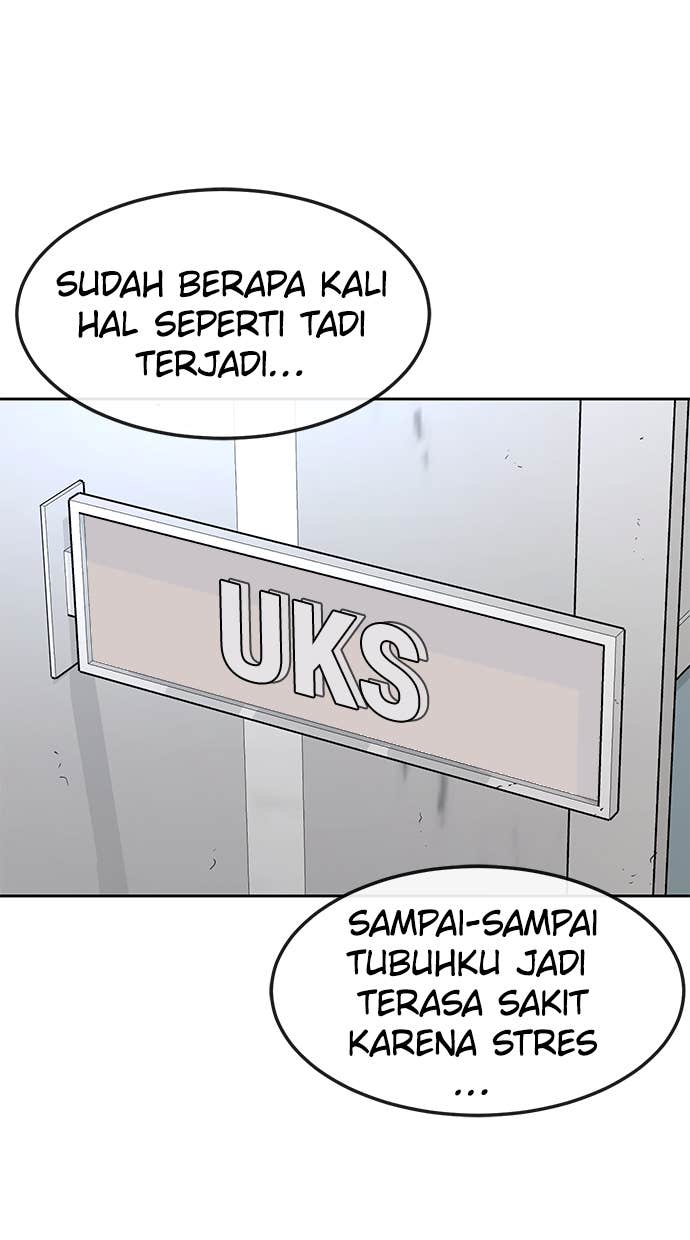 SUDAH BERAPA KALI
HAL SEPERTI TADI
TERJADI...
UKS
SAMPAI-SAMPAI
TUBUHKU JADI
TERASA SAKIT
KARENA STRES
...